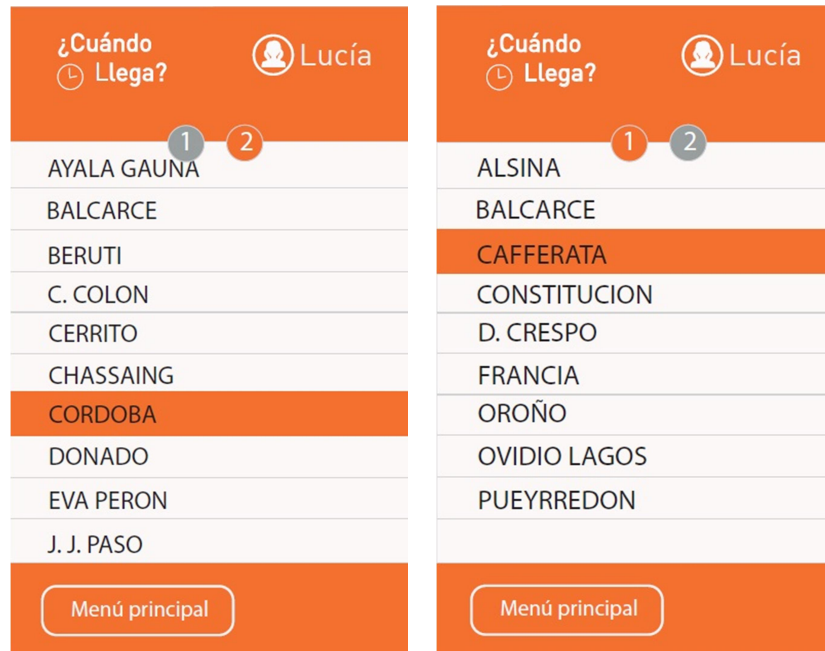 ¿Cuándo
Llega?
Lucía
1
2
AYALA GAUNA
BALCARCE
BERUTI
C. COLON
CERRITO
CHASSAING
CORDOBA
DONADO
EVA PERON
J. J. PASO
Menú principal
¿Cuándo
Llega?
Lucía
1
2
ALSINA
BALCARCE
CAFFERATA
CONSTITUCION
D. CRESPO
FRANCIA
OROÑO
OVIDIO LAGOS
PUEYRREDON
Menú principal